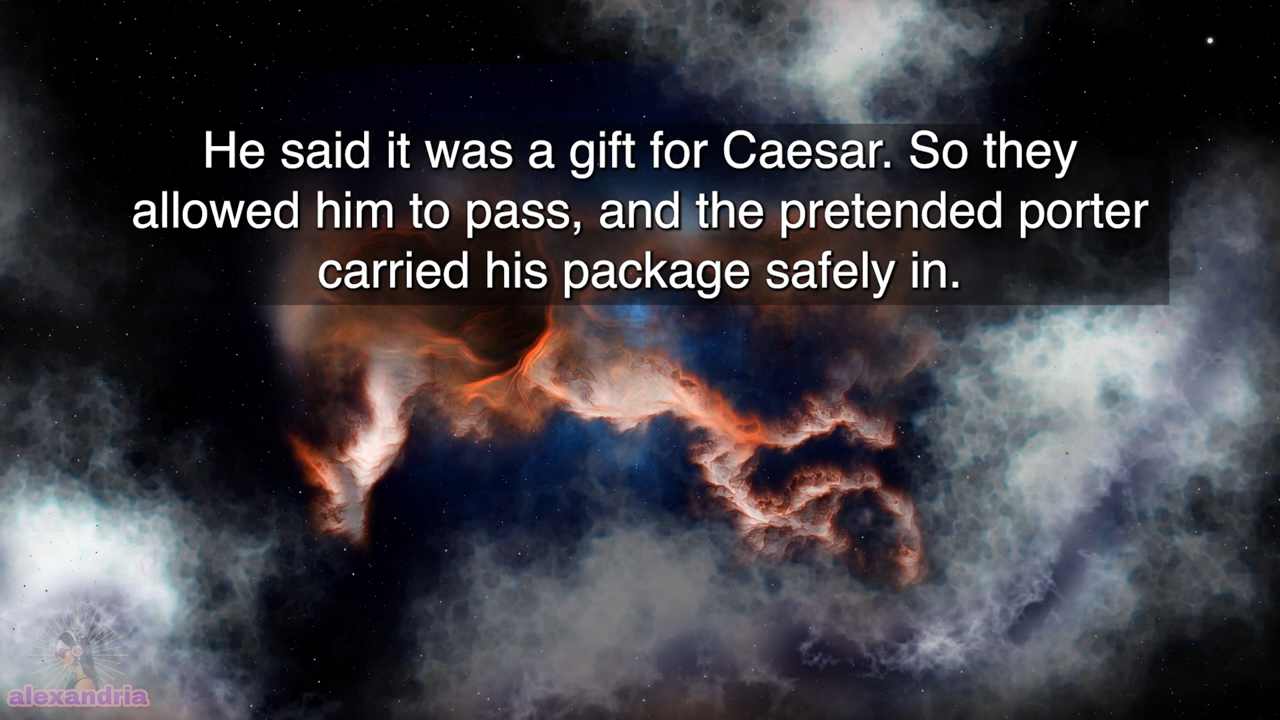 He said it was a gift for Caesar. So they
allowed him to pass, and the pretended porter
carried his package safely in.
alexandria